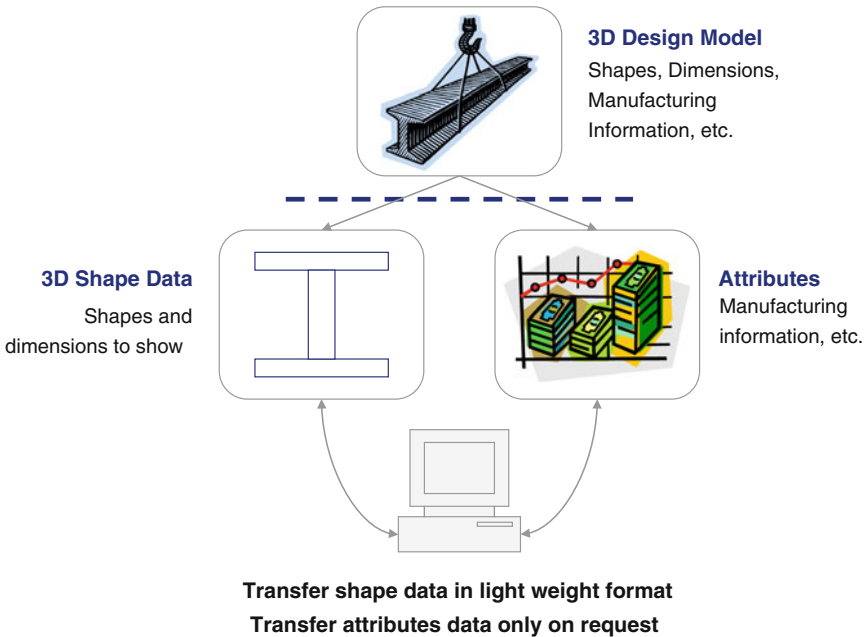 3D Design Model
Shapes, Dimensions,
Manufacturing
Information, etc.
3D Shape Data
Shapes and
dimensions to show
Attributes
Manufacturing
information, etc.
Transfer shape data in light weight format
Transfer attributes data only on request